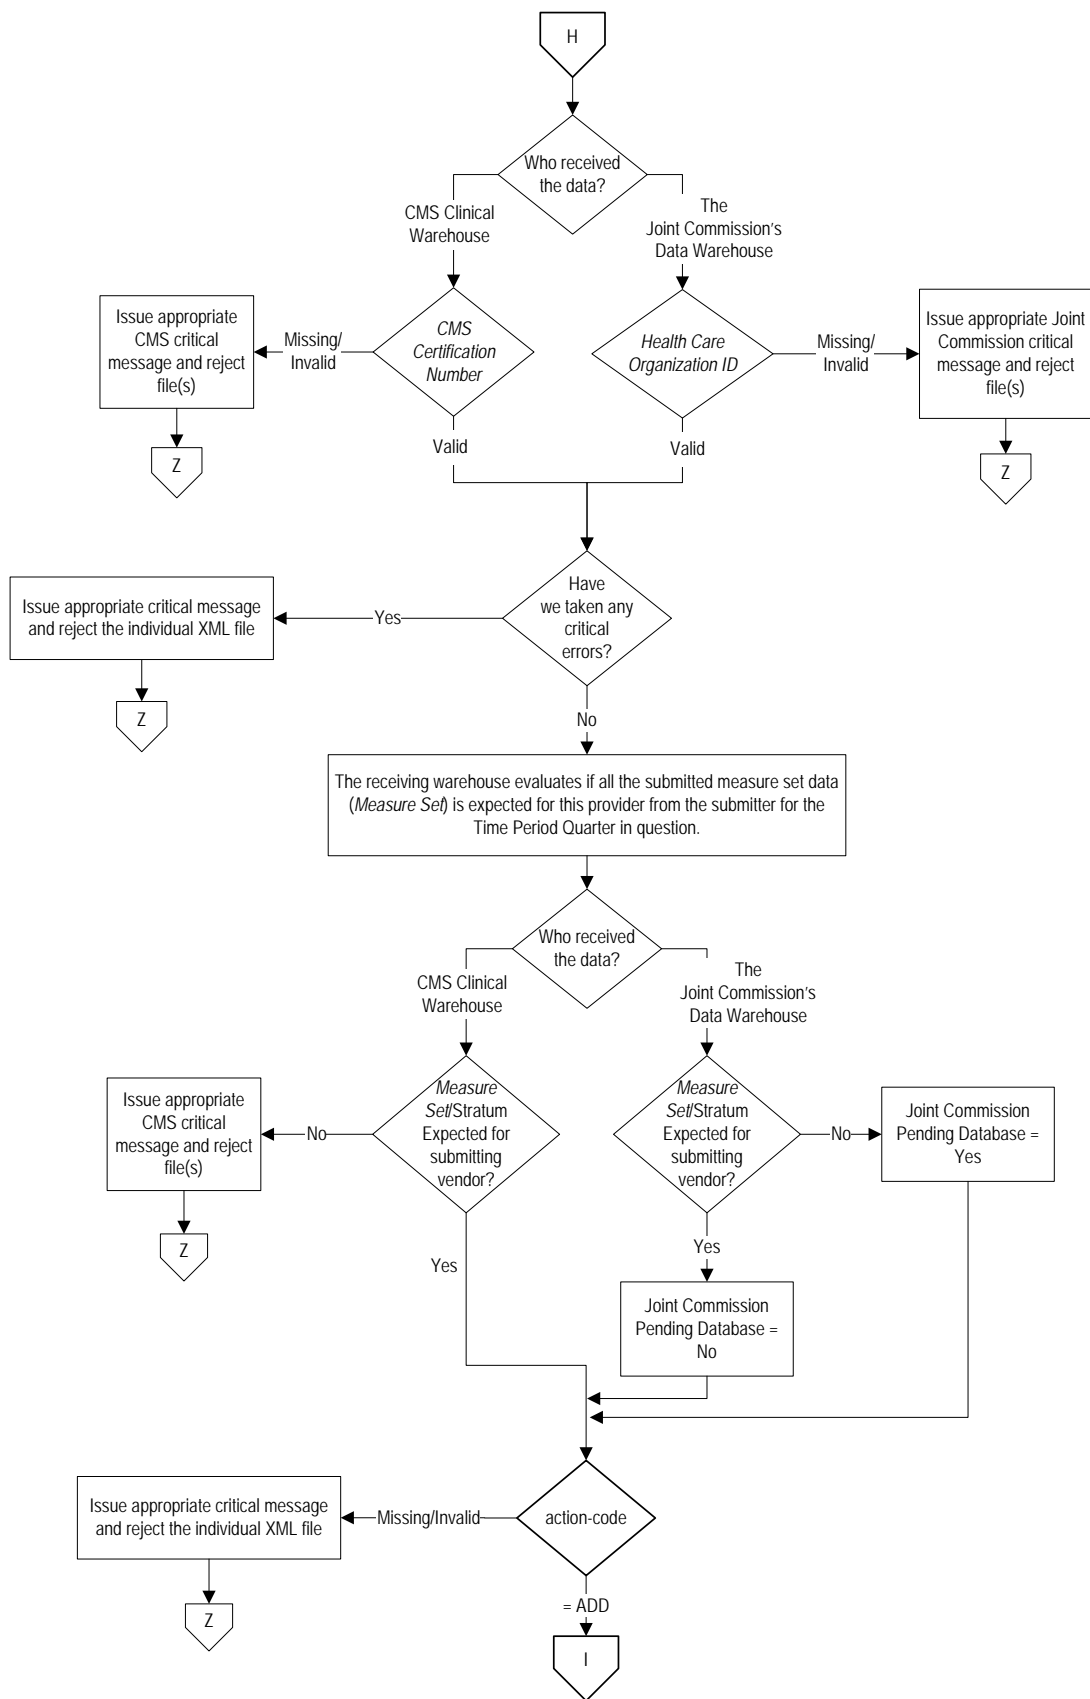 H
Who received
the data?
CMS Clinical
Warehouse
The
Joint Commission's
Data Warehouse
Issue appropriate
CMS critical
message and reject
file(s)
Missing/
Invalid
CMS
Certification
Number
Health Care
Organization ID
Missing/
Invalid
Issue appropriate Joint
Commission critical
message and reject
file(s)
Z
Valid
Valid
Z
Issue appropriate critical message
and reject the individual XML file
Yes
Have
we taken any
critical
errors?
Z
No
The receiving warehouse evaluates if all the submitted measure set data
(Measure Set) is expected for this provider from the submitter for the
Time Period Quarter in question.
Who received
the data?
CMS Clinical
Warehouse
The
Joint Commission's
Data Warehouse
Issue appropriate
CMS critical
message and reject
file(s)
No
Measure
Set/Stratum
Expected for
submitting
vendor?
Measure
Set/Stratum
Expected for
submitting
vendor?
No
Joint Commission
Pending Database =
Yes
Z
Yes
Yes
Joint Commission
Pending Database =
No
Issue appropriate critical message
and reject the individual XML file
Missing/Invalid
action-code
Z
= ADD
I